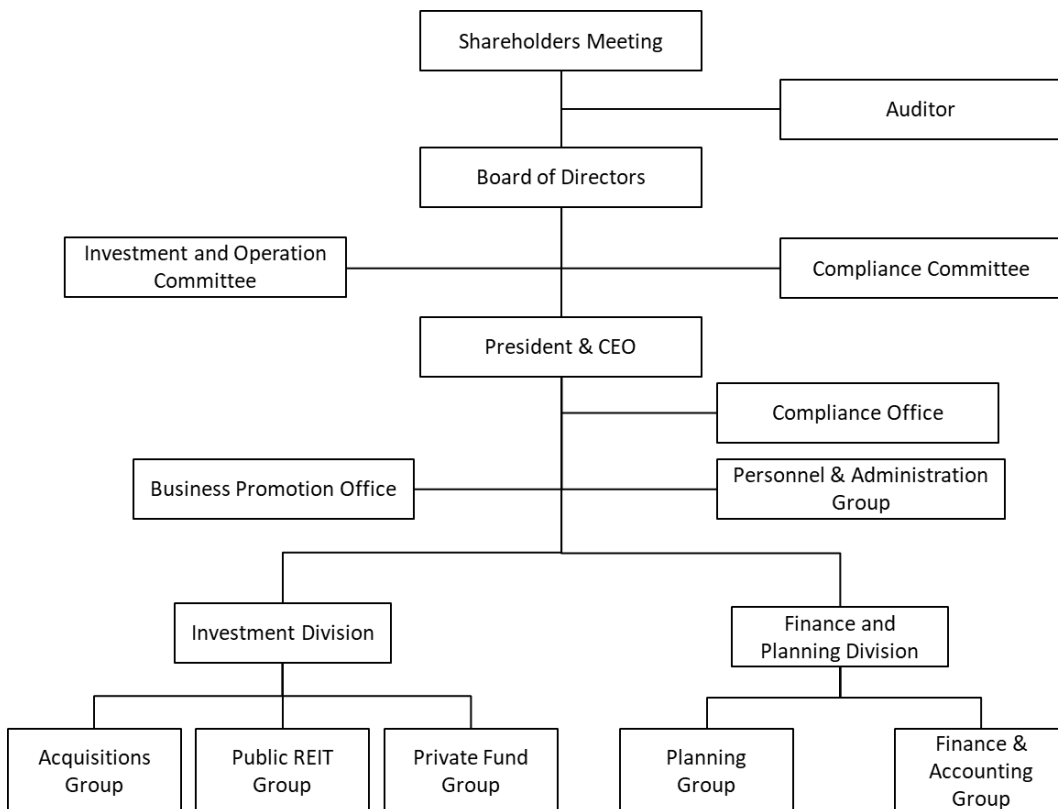 Shareholders Meeting
Auditor
Board of Directors
Investment and Operation
Committee
Compliance Committee
President & CEO
Compliance Office
Business Promotion Office
Personnel & Administration
Group
Investment Division
Finance and
Planning Division
Acquisitions
Group
Public REIT
Group
Private Fund
Group
Planning
Group
Finance &
Accounting
Group